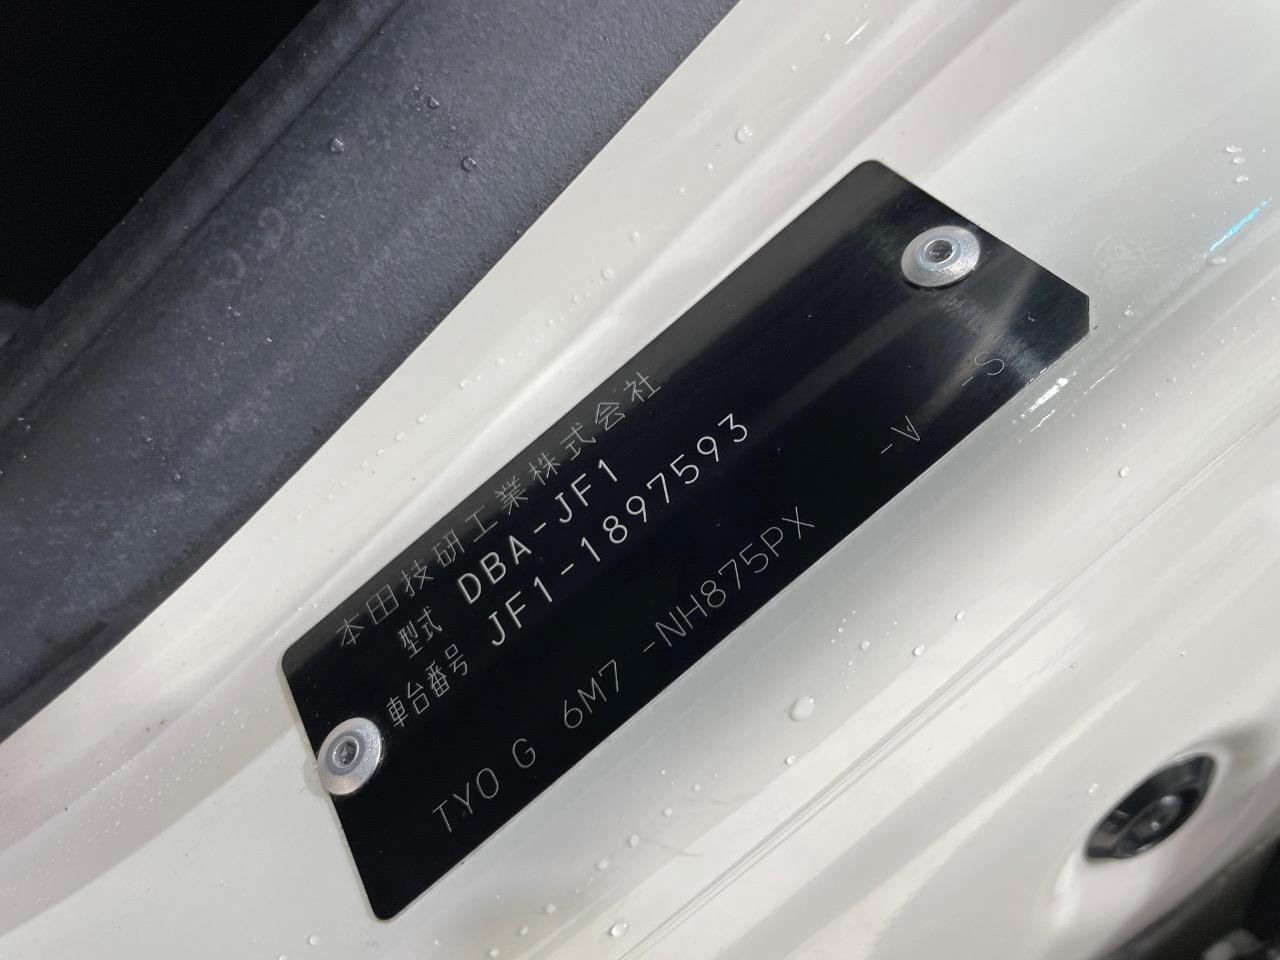 本田技研工業株式会社
型式 DBA-JF1
車台番号 JF1-1897593
TYO G 6M7 -NH875PX -V -S